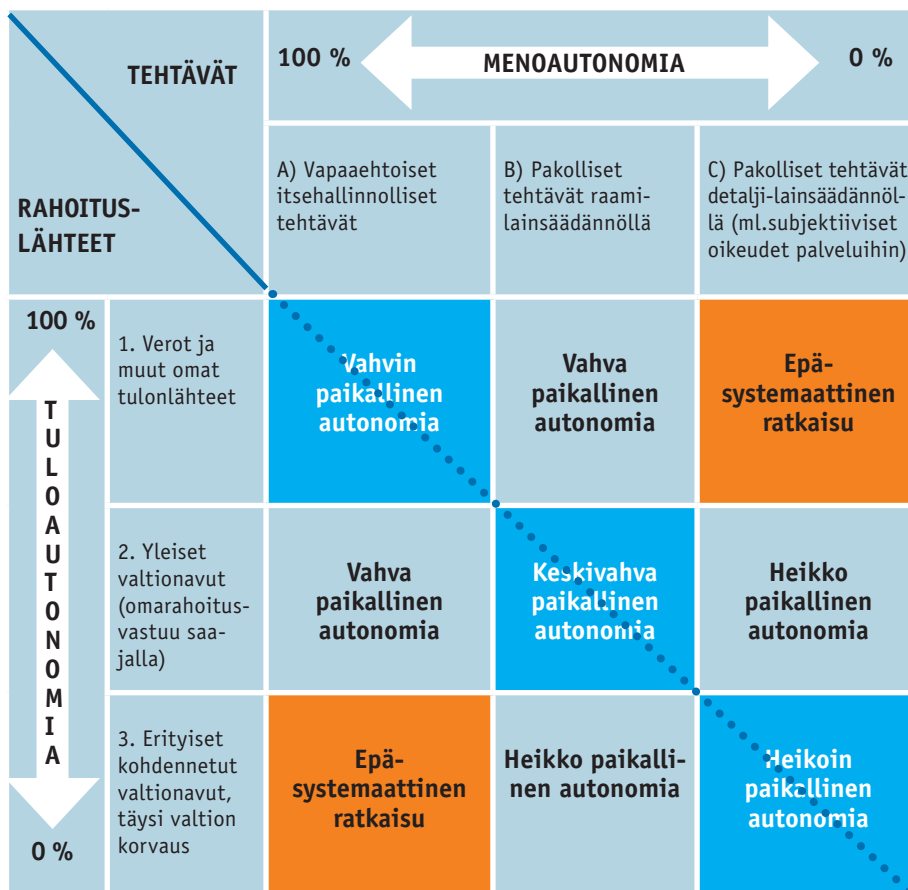 TEHTÄVÄT
RAHOITUS-
LÄHTEET
100 %
MENOAUTONOMIA
0 %
A) Vapaaehtoiset
itsehallinnolliset
tehtävät
B) Pakolliset
tehtävät raami-
lainsäädännöllä
C) Pakolliset tehtävät
detalji-lainsäädännöl-
lä (ml.subjektiiviset
oikeudet palveluihin)
100 %
TULOAUTONOMIA
0 %
1. Verot ja
muut omat
tulonlähteet
Vahvin
paikallinen
autonomia
Vahva
paikallinen
autonomia
Epä-
systemaattinen
ratkaisu
2. Yleiset
valtionavut
(omarahoitus-
vastuu saa-
jalla)
Vahva
paikallinen
autonomia
Keskivahva
paikallinen
autonomia
Heikko
paikallinen
autonomia
3. Erityiset
kohdennetut
valtionavut,
täysi valtion
korvaus
Epä-
systemaattinen
ratkaisu
Heikko paikalli-
nen autonomia
Heikoin
paikallinen
autonomia